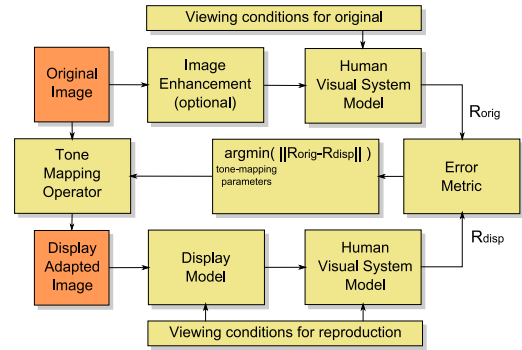 Viewing conditions for original
Original
Image
Image
Enhancement
(optional)
Human
Visual System
Model
Rorig
Tone
Mapping
Operator
argmin( ||Rorig-Rdisp|| )
tone-mapping
parameters
Error
Metric
Rdisp
Display
Adapted
Image
Display
Model
Human
Visual System
Model
Viewing conditions for reproduction